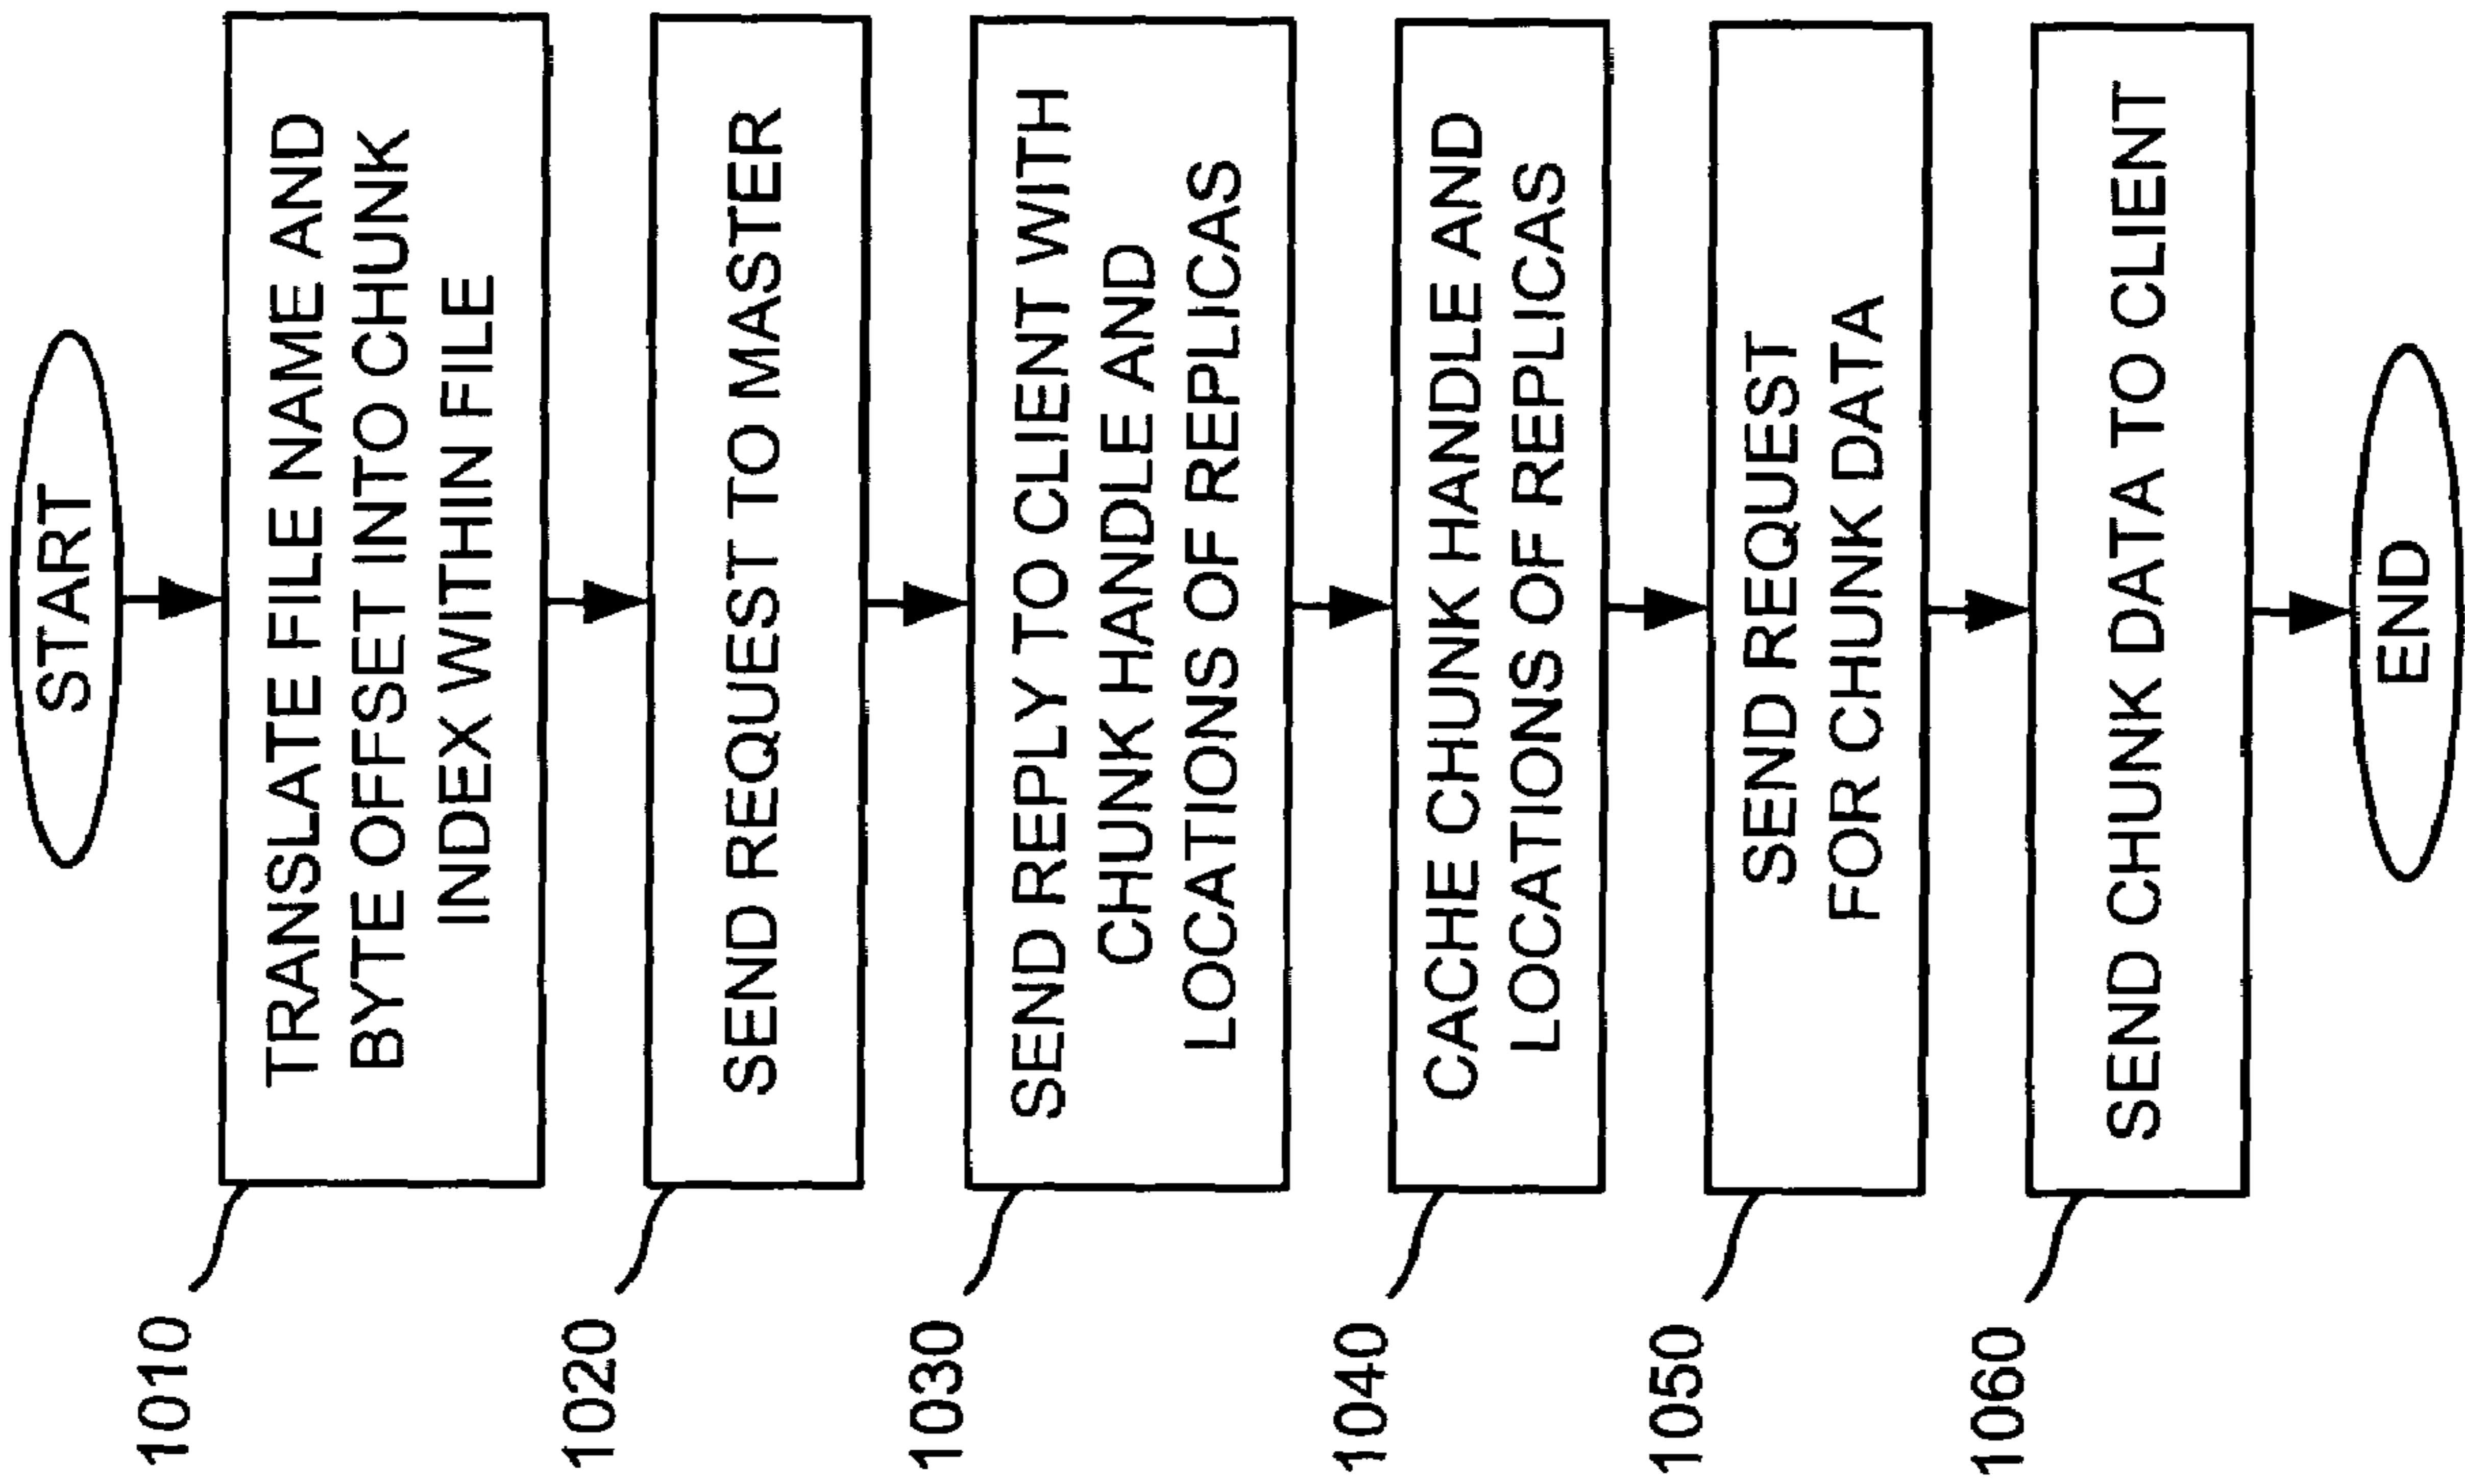 START
1010
TRANSLATE FILE NAME AND
BYTE OFFSET INTO CHUNK
INDEX WITHIN FILE
1020
SEND REQUEST TO MASTER
1030
SEND REPLY TO CLIENT WITH
CHUNK HANDLE AND
LOCATIONS OF REPLICAS
1040
CACHE CHUNK HANDLE AND
LOCATIONS OF REPLICAS
1050
SEND REQUEST
FOR CHUNK DATA
1060
SEND CHUNK DATA TO CLIENT
END